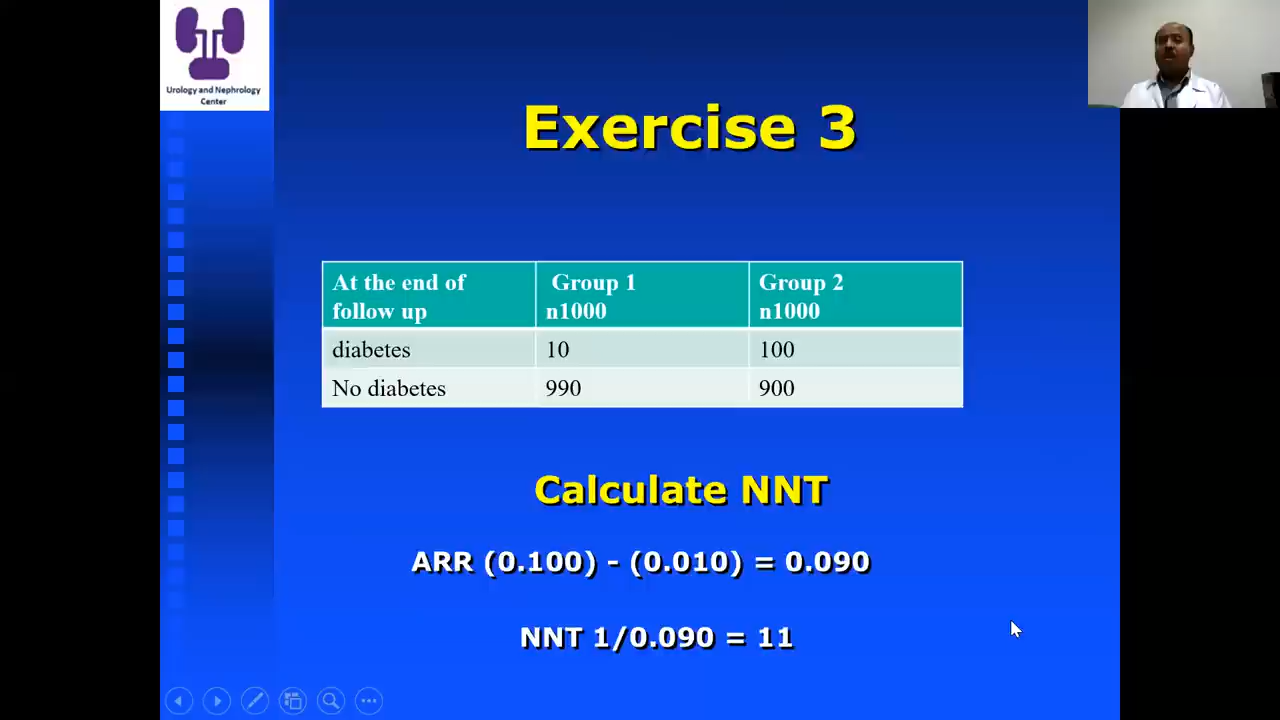 Urology and Nephrology
Center
Exercise 3
At the end of
follow up
Group 1
n1000
Group 2
n1000
diabetes
10
100
No diabetes
990
900
Calculate NNT
ARR (0.100) - (0.010) = 0.090
NNT 1/0.090 = 11